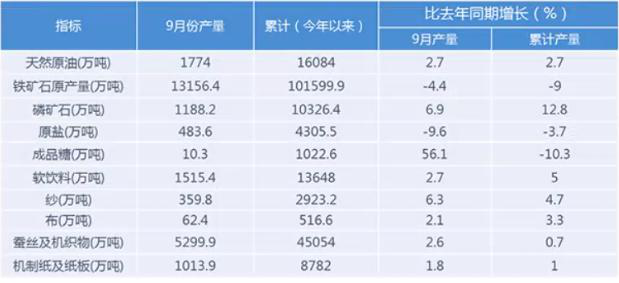 指标 9月份产量 累计（今年以来） 比去年同期增长（%）
9月产量 累计产量
天然原油(万吨) 1774 16084 2.7 2.7
铁矿石原产量(万吨) 13156.4 101599.9 -4.4 -9
磷矿石(万吨) 1188.2 10326.4 6.9 12.8
原盐(万吨) 483.6 4305.5 -9.6 -3.7
成品糖(万吨) 10.3 1022.6 56.1 -10.3
软饮料(万吨) 1515.4 13648 2.7 5
纱(万吨) 359.8 2923.2 6.3 4.7
布(万吨) 62.4 516.6 2.1 3.3
蚕丝及机织物(万吨) 5299.9 45054 2.6 0.7
机制纸及纸板(万吨) 1013.9 8782 1.8 1